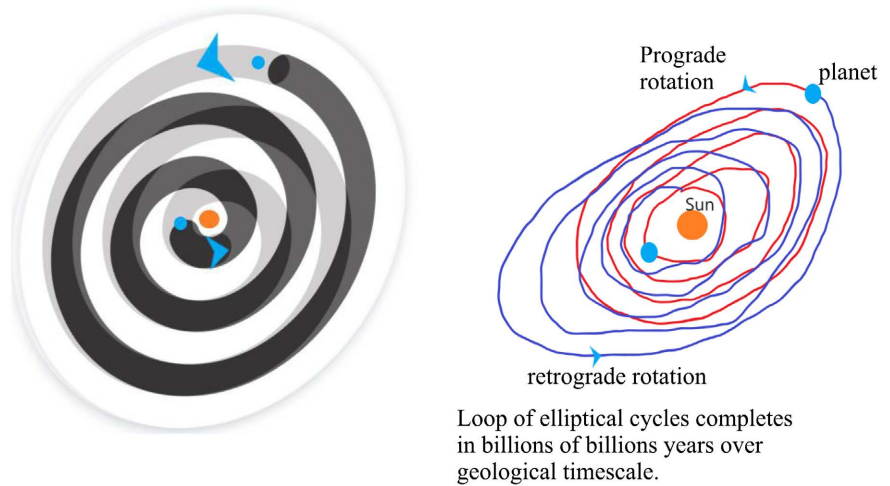 Prograde
rotation
planet
Sun
retrograde rotation
Loop of elliptical cycles completes
in billions of billions years over
geological timescale.